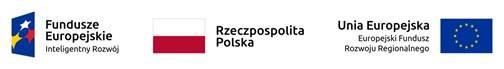 Fundusze
Europejskie
Inteligentny Rozwój
Rzeczpospolita
Polska
Unia Europejska
Europejski Fundusz
Rozwoju Regionalnego